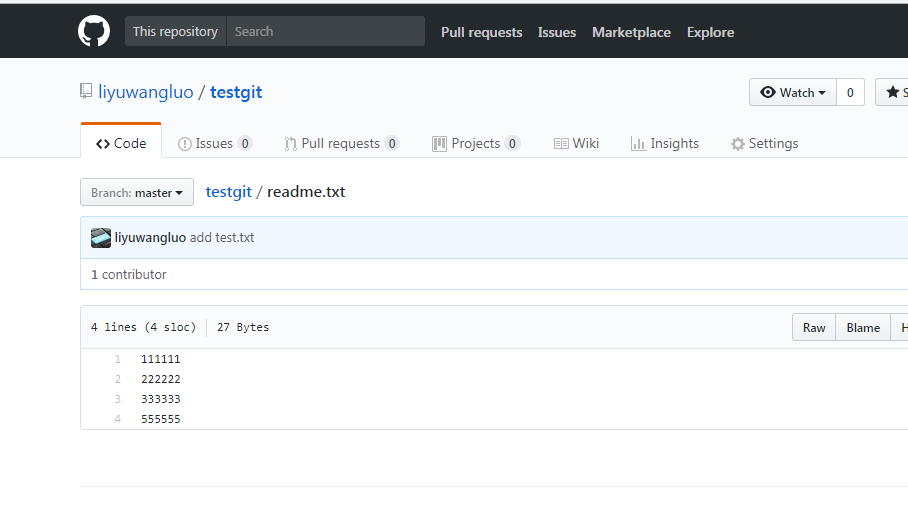 This repository Search Pull requests Issues Marketplace Explore
liyuwangluo / testgit Watch 0 S
Code Issues 0 Pull requests 0 Projects 0 Wiki Insights Settings
Branch: master testgit / readme.txt
liyuwangluo add test.txt
1 contributor
4 lines (4 sloc) 27 Bytes Raw Blame H
1 111111
2 222222
3 333333
4 555555